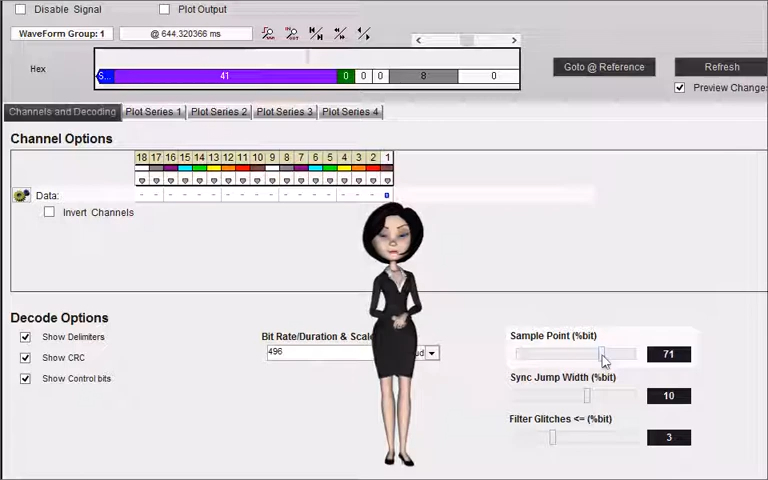 Disable Signal Plot Output
WaveForm Group: 1 @ 644.320366 ms
Hex S... 41 0 0 0 8 0 Goto @ Reference Refresh
Preview Change
Channels and Decoding Plot Series 1 Plot Series 2 Plot Series 3 Plot Series 4
Channel Options
18 17 16 15 14 13 12 11 10 9 8 7 6 5 4 3 2 1
Data: - - - - - - - - - - - - - - - - - 0
Invert Channels
Decode Options
Show Delimiters
Show CRC
Show Control bits
Bit Rate/Duration & Scale
496 ud
Sample Point (%bit)
71
Sync Jump Width (%bit)
10
Filter Glitches <= (%bit)
3